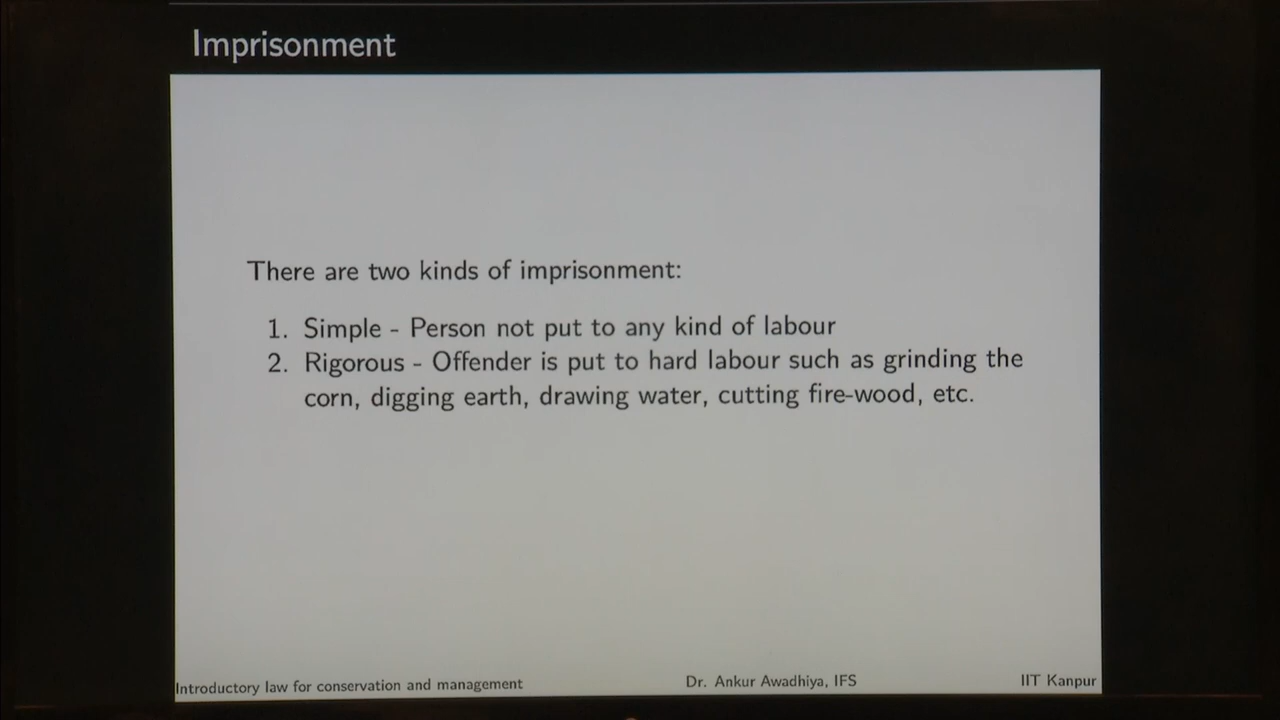 Imprisonment
There are two kinds of imprisonment:
1. Simple - Person not put to any kind of labour
2. Rigorous - Offender is put to hard labour such as grinding the
corn, digging earth, drawing water, cutting fire-wood, etc.
Introductory law for conservation and management Dr. Ankur Awadhiya, IFS IIT Kanpur